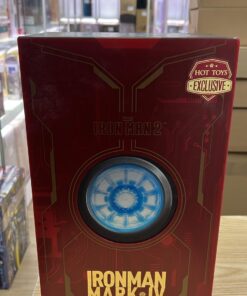 HOT TOYS
EXCLUSIVE
IRON MAN 2
IRONMAN
MARK IV